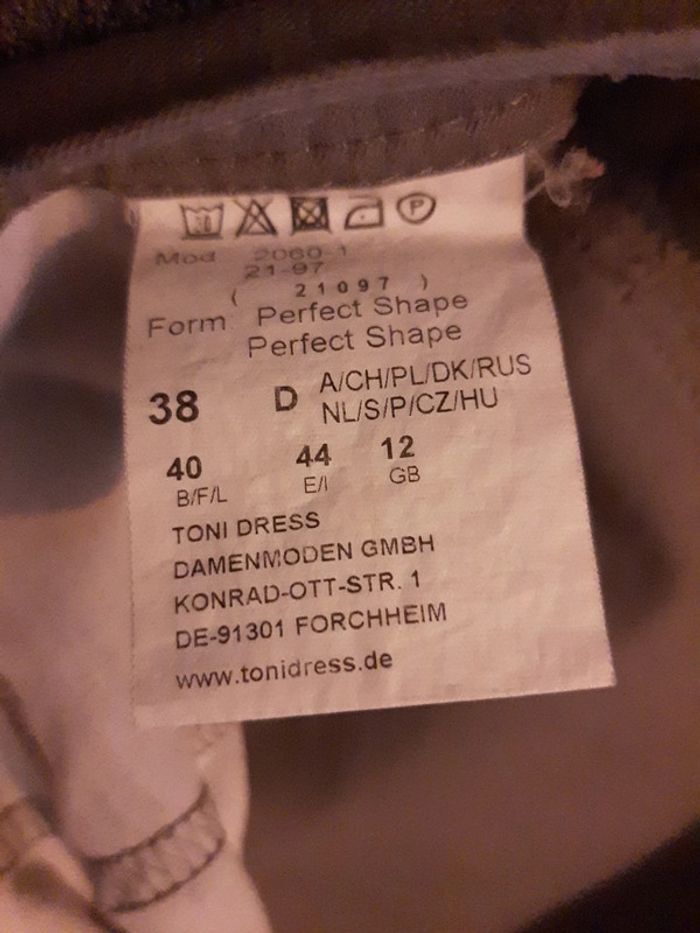 P
Mod 2060-1
21-97
( 21097 )
Form Perfect Shape
Perfect Shape
38 D A/CH/PL/DK/RUS
NL/S/P/CZ/HU
40 44 12
B/F/L E/I GB
TONI DRESS
DAMENMODEN GMBH
KONRAD-OTT-STR. 1
DE-91301 FORCHHEIM
www.tonidress.de